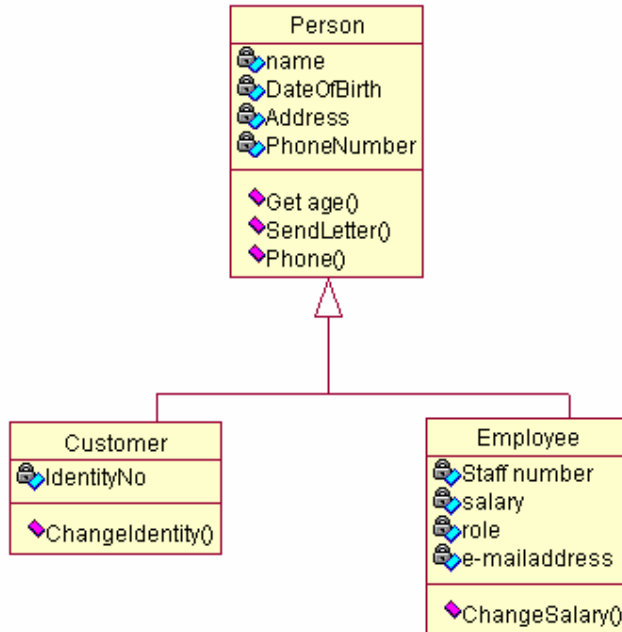 Person
name
DateOfBirth
Address
PhoneNumber
Get age()
SendLetter()
Phone()
Customer
IdentityNo
ChangeIdentity()
Employee
Staff number
salary
role
e-mailaddress
ChangeSalary()